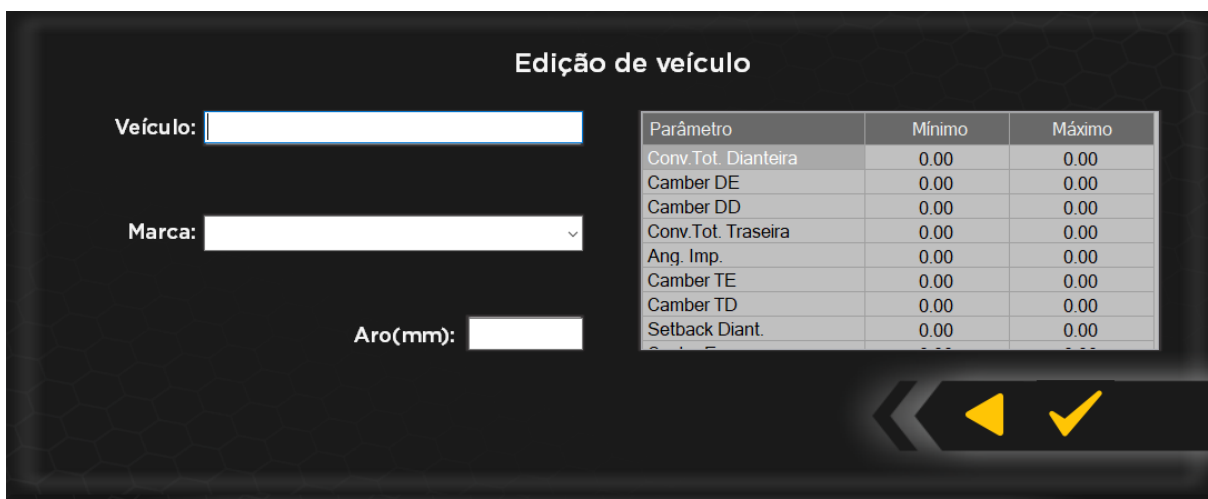 Edição de veículo
Veículo:
Marca:
Aro(mm):
Parâmetro Mínimo Máximo
Conv.Tot. Dianteira 0.00 0.00
Camber DE 0.00 0.00
Camber DD 0.00 0.00
Conv.Tot. Traseira 0.00 0.00
Ang. Imp. 0.00 0.00
Camber TE 0.00 0.00
Camber TD 0.00 0.00
Setback Diant. 0.00 0.00